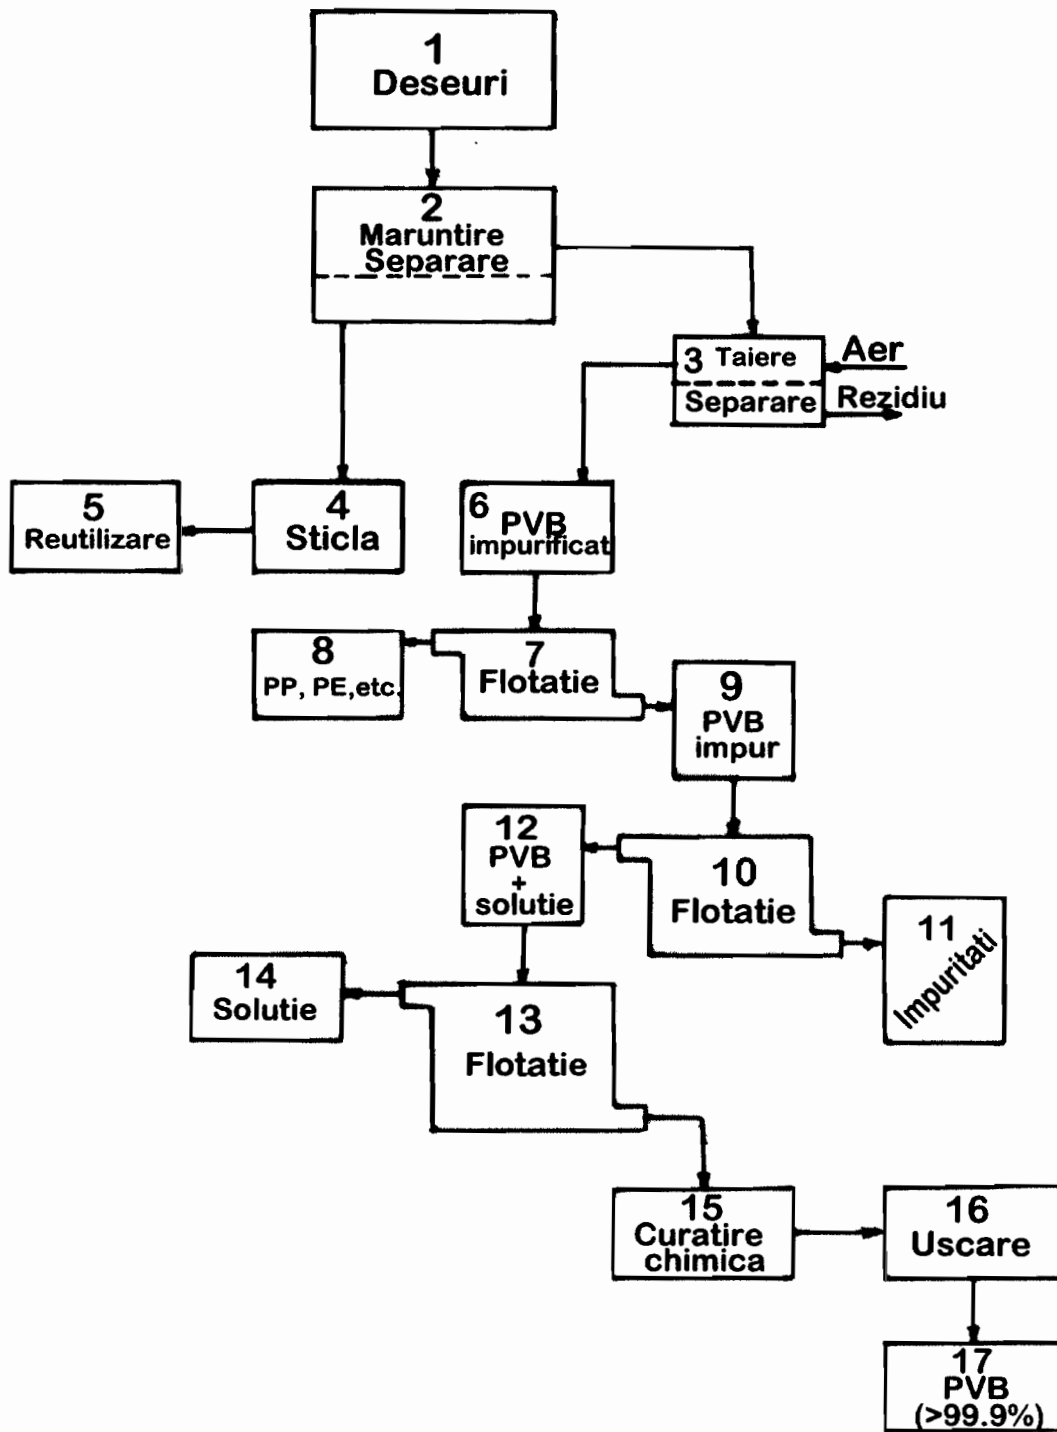 1
Deseuri
2
Maruntire
Separare
3 Taiere
Separare
Aer
Rezidiu
5
Reutilizare
4
Sticla
6
PVB
impurificat
8
PP, PE,etc.
7
Flotatie
9
PVB
impur
12
PVB
+
solutie
10
Flotatie
11
Impuritati
14
Solutie
13
Flotatie
15
Curatire
chimica
16
Uscare
17
PVB
(>99.9%)